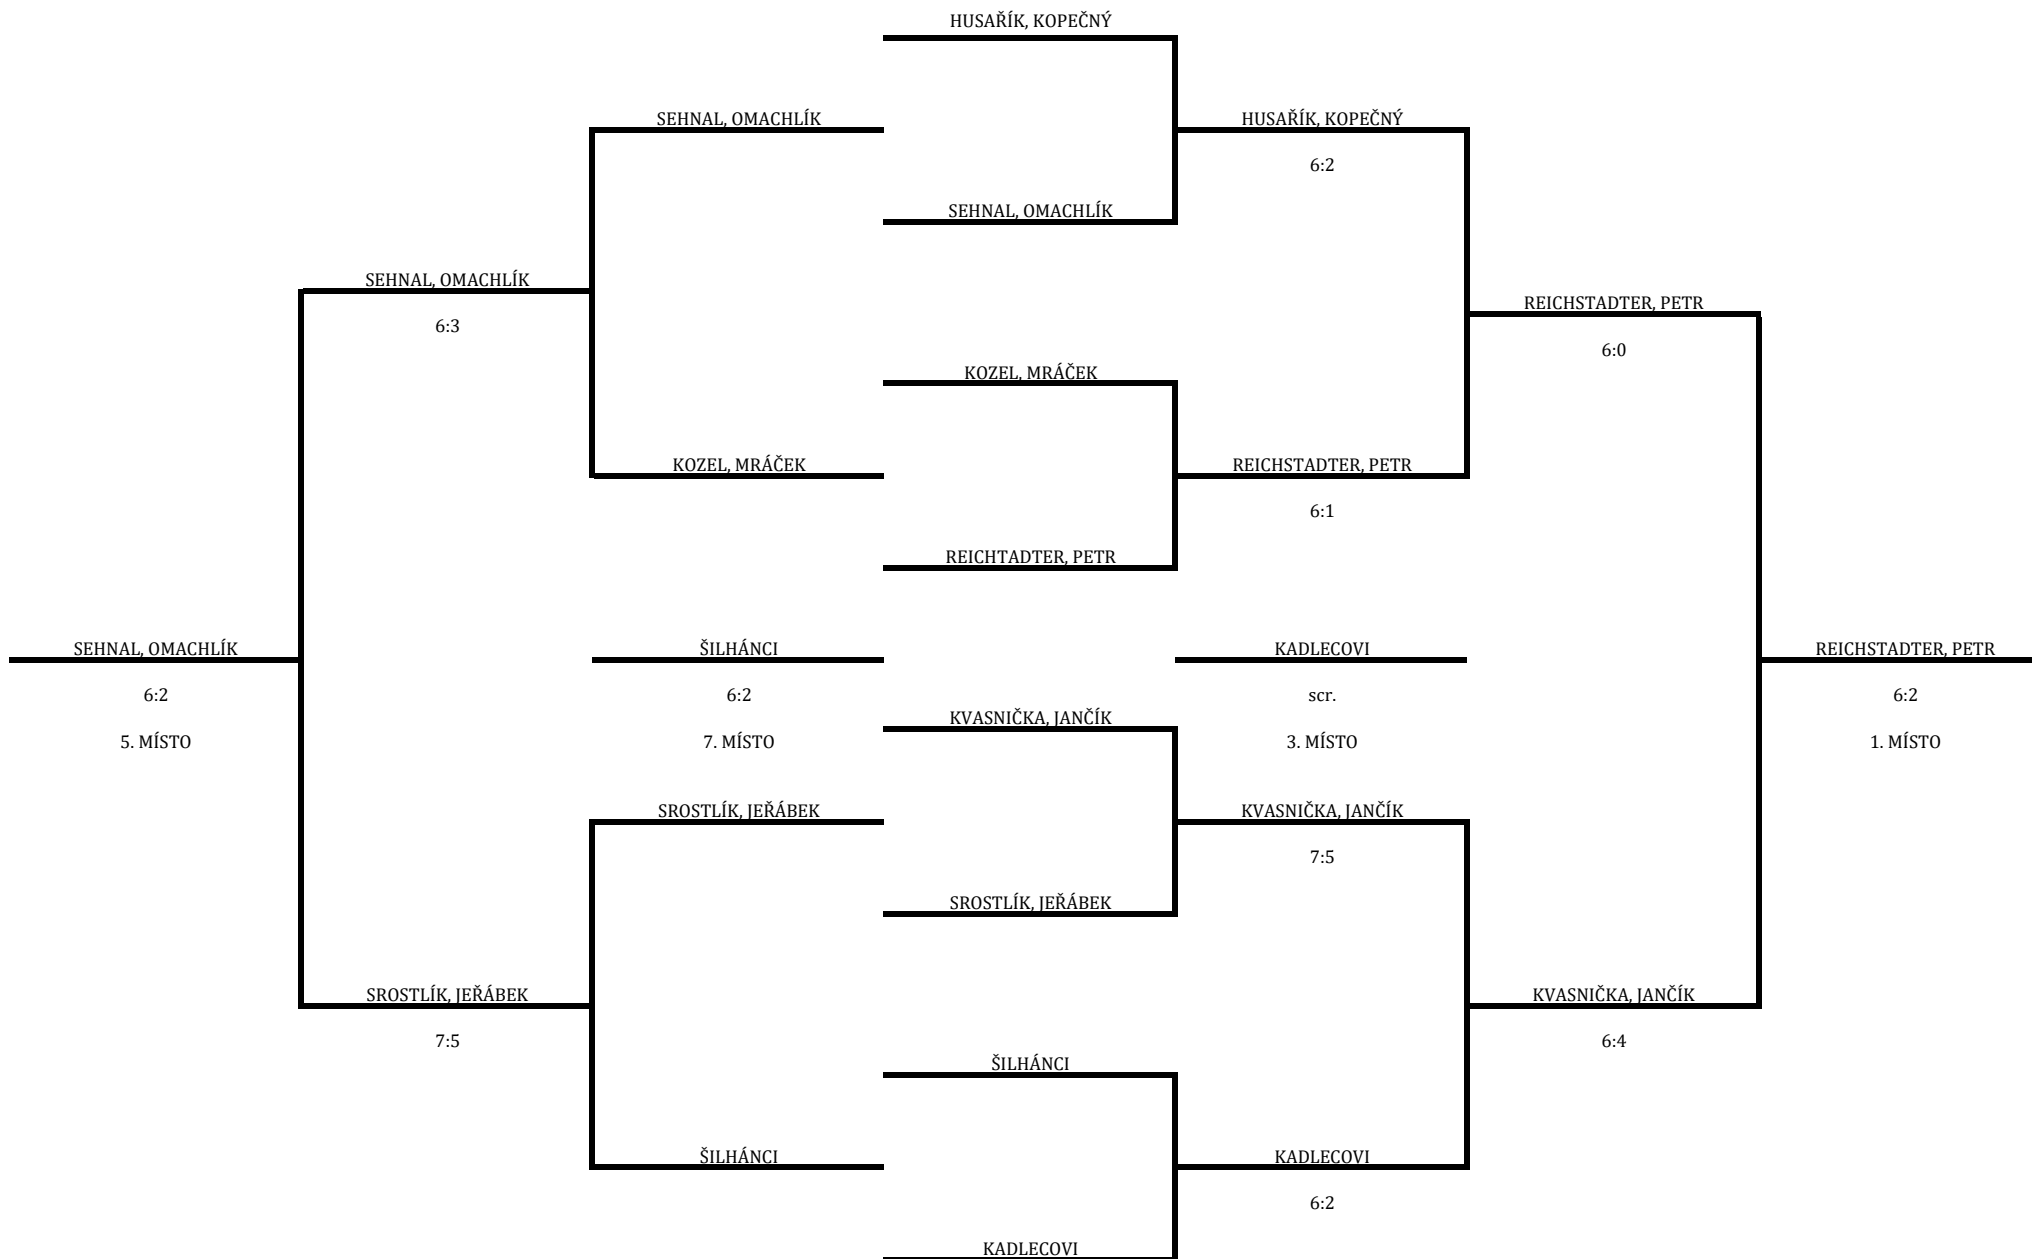 HUSAŘÍK, KOPEČNÝ
SEHNAL, OMACHLÍK
HUSAŘÍK, KOPEČNÝ
6:2
SEHNAL, OMACHLÍK
SEHNAL, OMACHLÍK
6:3
REICHSTADTER, PETR
6:0
KOZEL, MRÁČEK
KOZEL, MRÁČEK
REICHSTADTER, PETR
6:1
REICHTADTER, PETR
SEHNAL, OMACHLÍK
6:2
5. MÍSTO
ŠILHÁNCI
6:2
7. MÍSTO
KADLECOVI
scr.
3. MÍSTO
REICHSTADTER, PETR
6:2
1. MÍSTO
KVASNIČKA, JANČÍK
SROSTLÍK, JEŘÁBEK
KVASNIČKA, JANČÍK
7:5
SROSTLÍK, JEŘÁBEK
SROSTLÍK, JEŘÁBEK
7:5
KVASNIČKA, JANČÍK
6:4
ŠILHÁNCI
ŠILHÁNCI
KADLECOVI
6:2
KADLECOVI